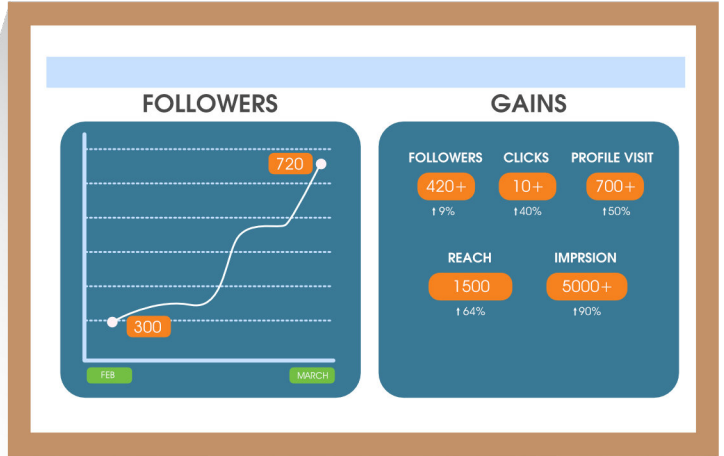 FOLLOWERS
720
300
FEB MARCH
GAINS
FOLLOWERS CLICKS PROFILE VISIT
420+ 10+ 700+
↑9% ↑40% ↑50%
REACH IMPRSION
1500 5000+
↑64% ↑90%